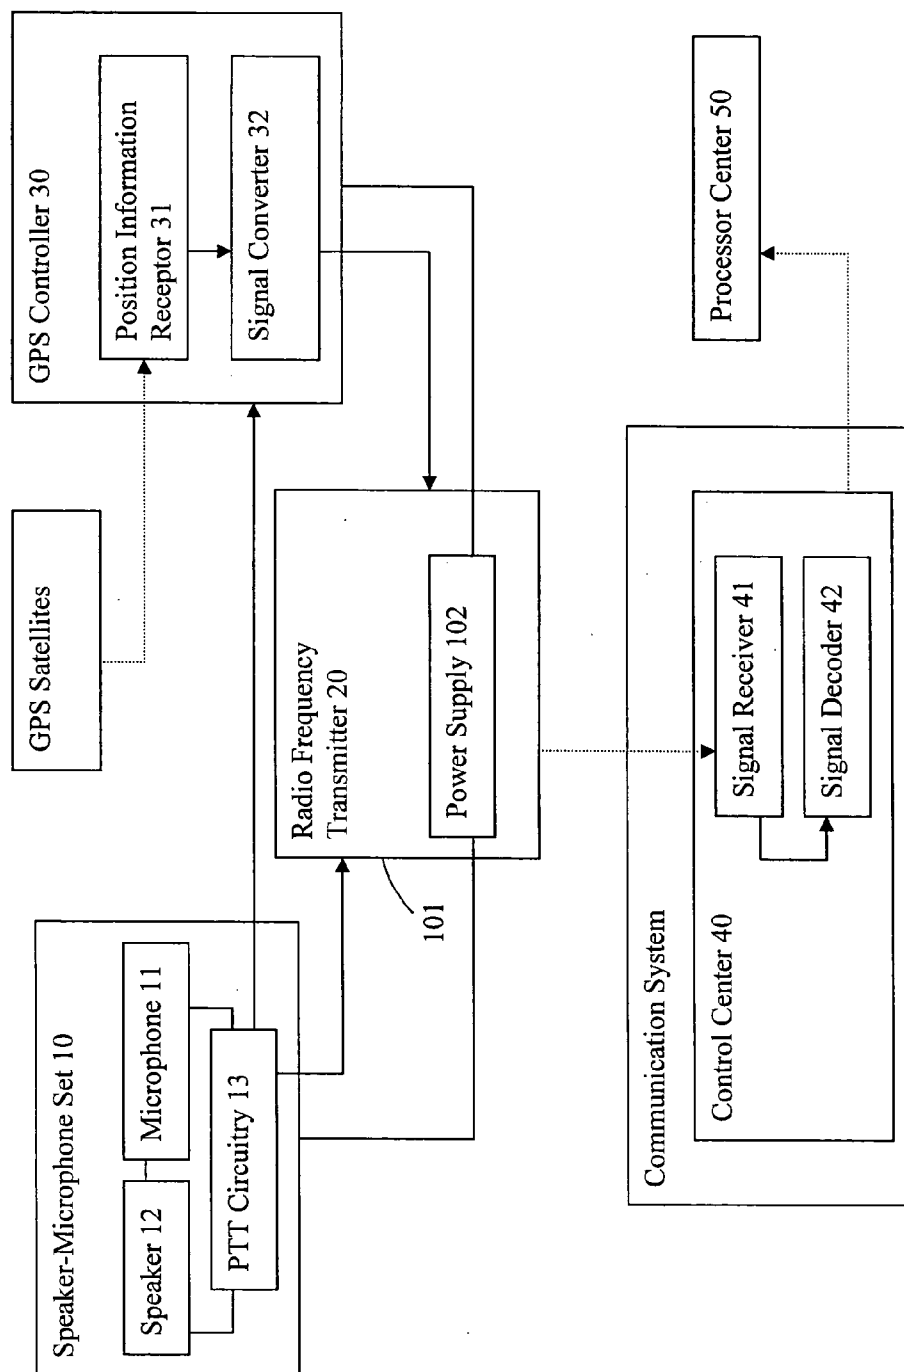 Speaker-Microphone Set 10
Speaker 12
Microphone 11
PTT Circuitry 13
GPS Satellites
GPS Controller 30
Position Information
Receptor 31
Signal Converter 32
Radio Frequency
Transmitter 20
Power Supply 102
101
Communication System
Control Center 40
Signal Receiver 41
Signal Decoder 42
Processor Center 50